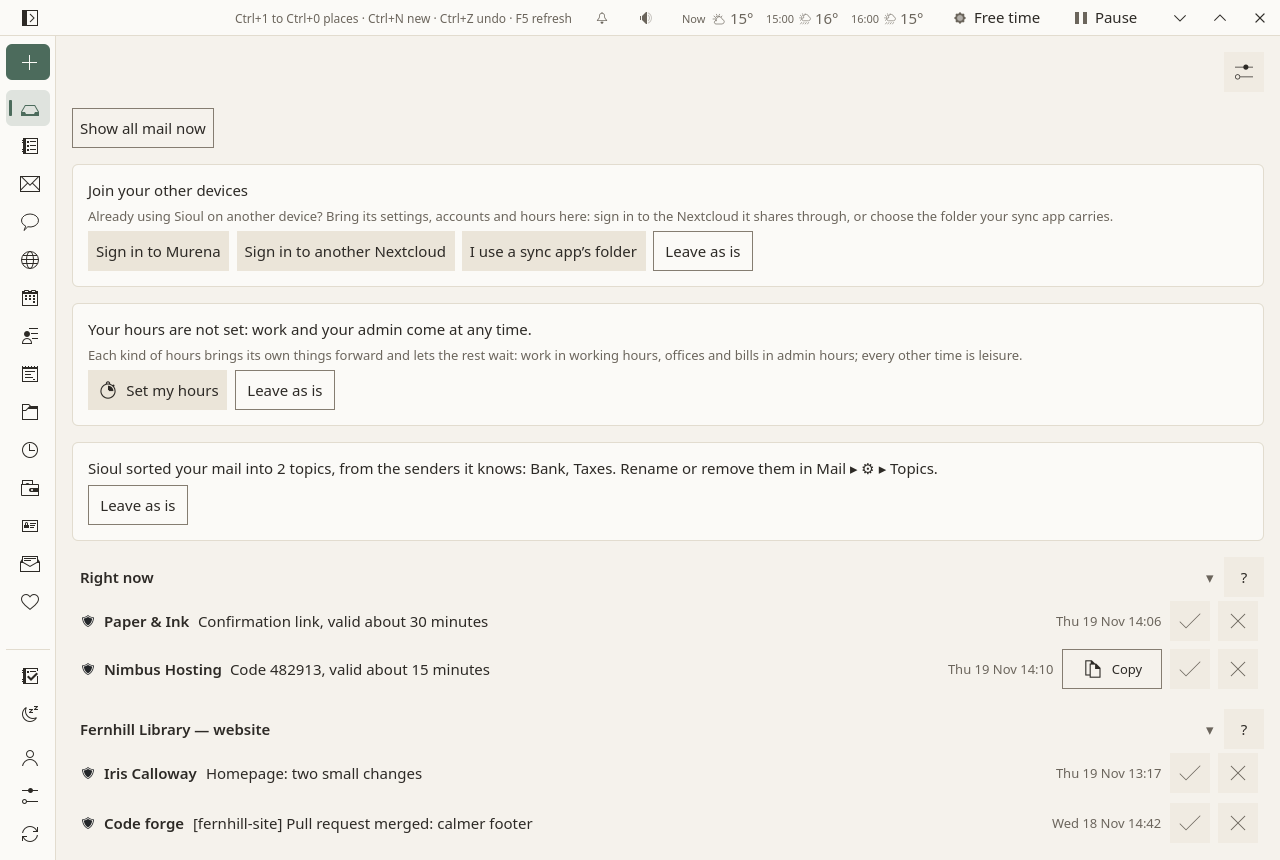 Ctrl+1 to Ctrl+0 places · Ctrl+N new · Ctrl+Z undo · F5 refresh
Now 15° 15:00 16° 16:00 15°
Free time
Pause
Show all mail now
Join your other devices
Already using Sioul on another device? Bring its settings, accounts and hours here: sign in to the Nextcloud it shares through, or choose the folder your sync app carries.
Sign in to Murena
Sign in to another Nextcloud
I use a sync app’s folder
Leave as is
Your hours are not set: work and your admin come at any time.
Each kind of hours brings its own things forward and lets the rest wait: work in working hours, offices and bills in admin hours; every other time is leisure.
Set my hours
Leave as is
Sioul sorted your mail into 2 topics, from the senders it knows: Bank, Taxes. Rename or remove them in Mail ▸ ⚙ ▸ Topics.
Leave as is
Right now ▾ ?
Paper & Ink Confirmation link, valid about 30 minutes Thu 19 Nov 14:06
Nimbus Hosting Code 482913, valid about 15 minutes Thu 19 Nov 14:10 Copy
Fernhill Library — website ▾ ?
Iris Calloway Homepage: two small changes Thu 19 Nov 13:17
Code forge [fernhill-site] Pull request merged: calmer footer Wed 18 Nov 14:42